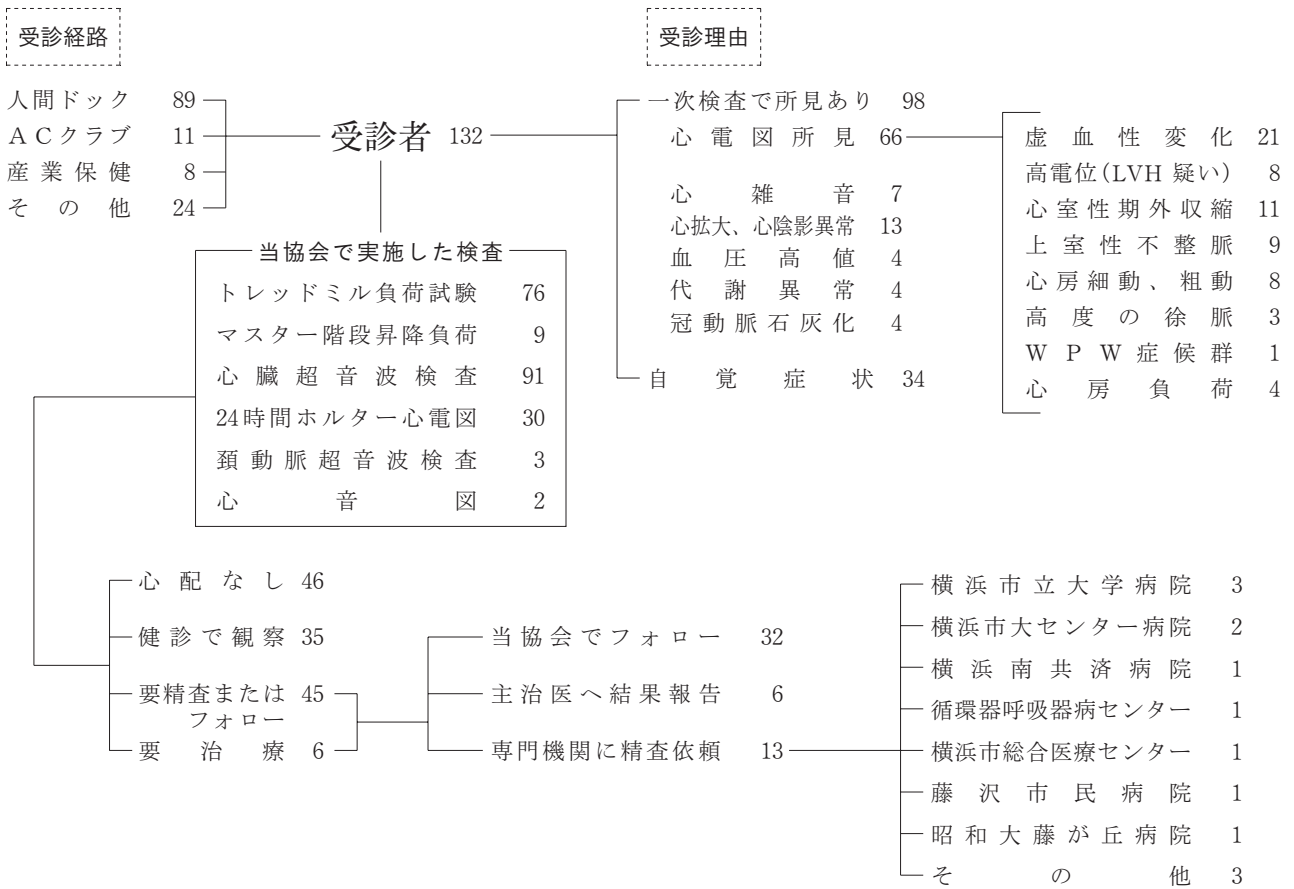 受診経路
人間ドック 89
ACクラブ 11
産業保健 8
その他 24
受診者 132
受診理由
一次検査で所見あり 98
心電図所見 66
心雑音 7
心拡大、心陰影異常 13
血圧高値 4
代謝異常 4
冠動脈石灰化 4
自覚症状 34
虚血性変化 21
高電位(LVH 疑い) 8
心室性期外収縮 11
上室性不整脈 9
心房細動、粗動 8
高度の徐脈 3
WPW症候群 1
心房負荷 4
当協会で実施した検査
トレッドミル負荷試験 76
マスター階段昇降負荷 9
心臓超音波検査 91
24時間ホルター心電図 30
頚動脈超音波検査 3
心音図 2
心配なし 46
健診で観察 35
要精査または 45
フォロー
要治療 6
当協会でフォロー 32
主治医へ結果報告 6
専門機関に精査依頼 13
横浜市立大学病院 3
横浜市大センター病院 2
横浜南共済病院 1
循環器呼吸器病センター 1
横浜市総合医療センター 1
藤沢市民病院 1
昭和大藤が丘病院 1
その他 3